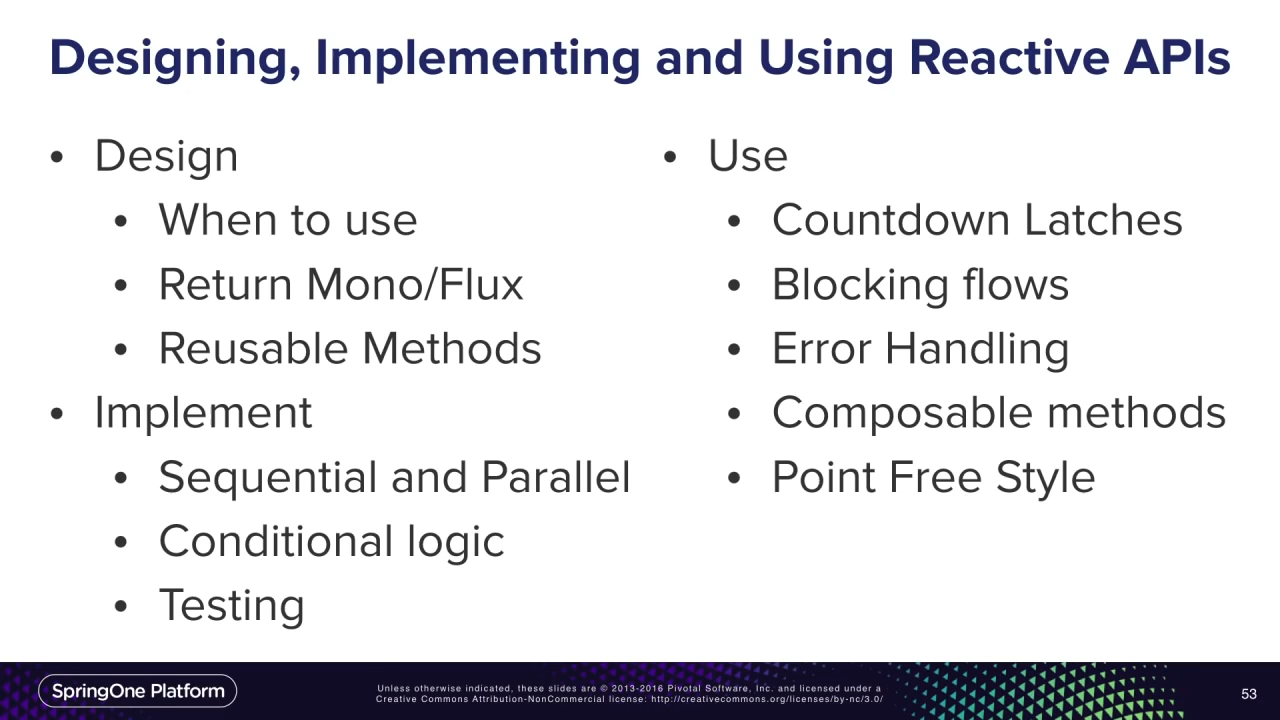 Designing, Implementing and Using Reactive APIs
• Design
• When to use
• Return Mono/Flux
• Reusable Methods
• Implement
• Sequential and Parallel
• Conditional logic
• Testing
• Use
• Countdown Latches
• Blocking flows
• Error Handling
• Composable methods
• Point Free Style
SpringOne Platform
Unless otherwise indicated, these slides are © 2013-2016 Pivotal Software, Inc. and licensed under a
Creative Commons Attribution-NonCommercial license: http://creativecommons.org/licenses/by-nc/3.0/
53